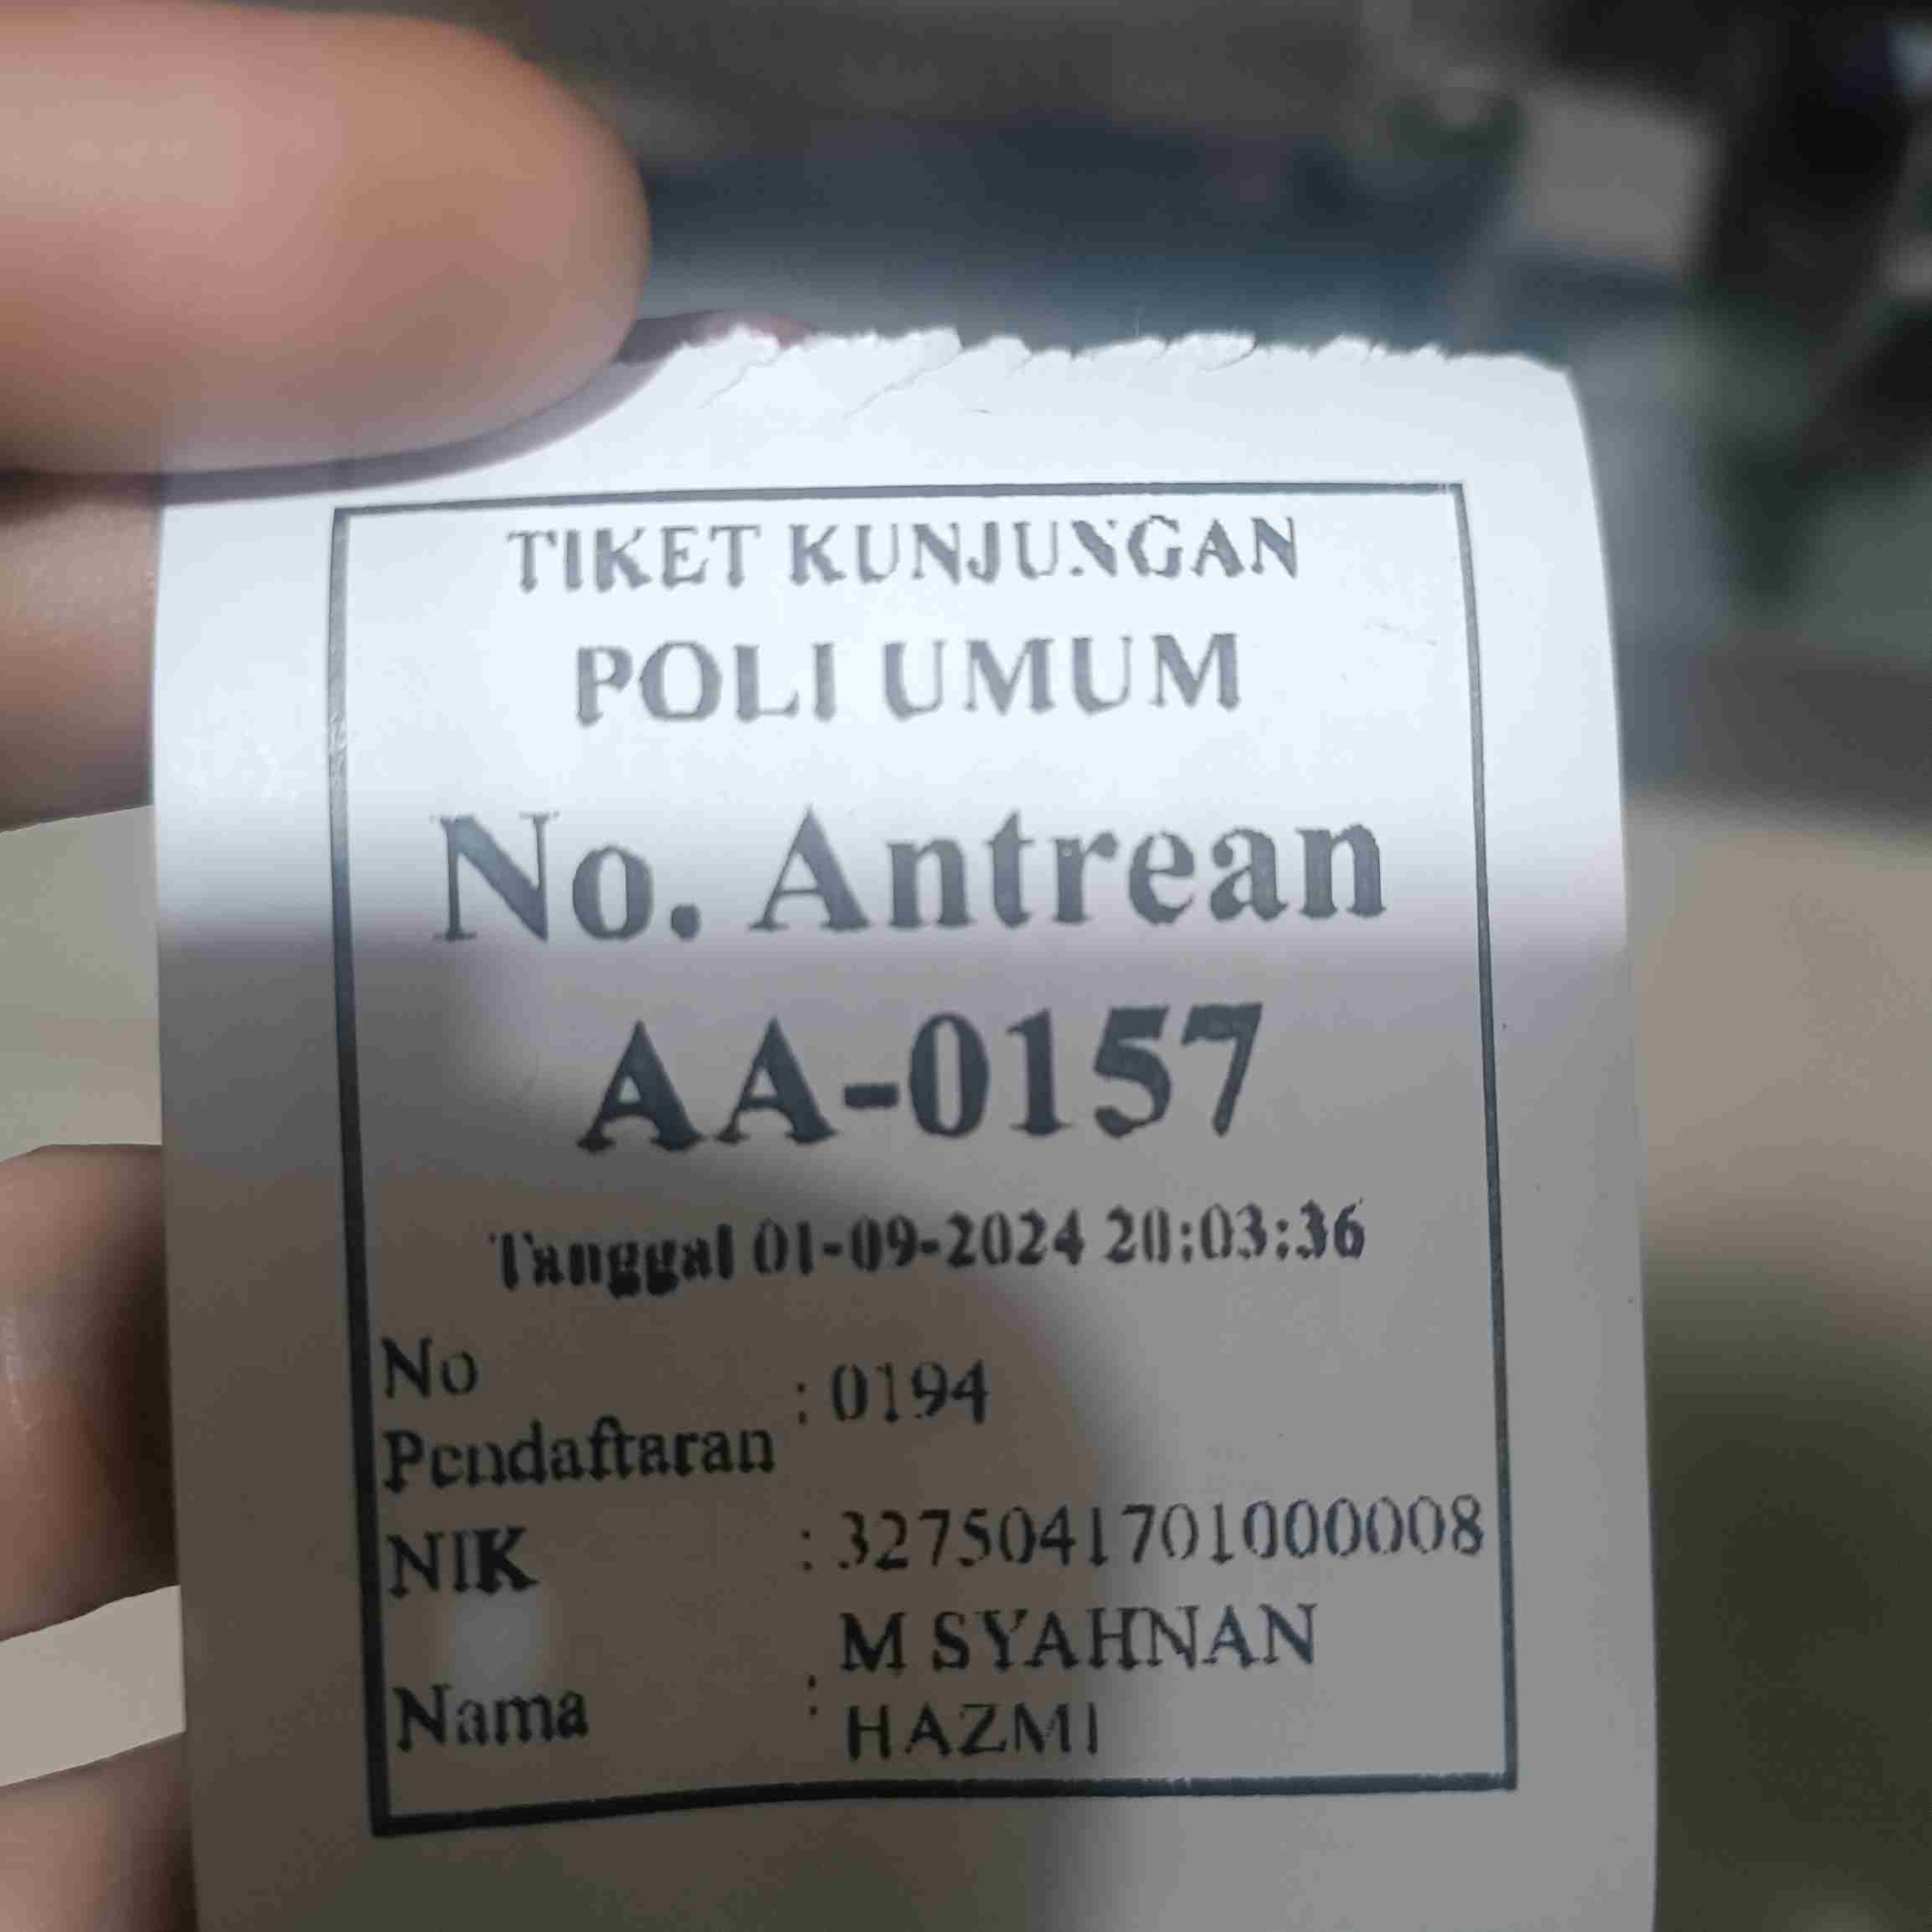 TIKET KUNJUNGAN
POLI UMUM
No. Antrean
AA-0157
Tanggal 01-09-2024 20:03:36
No Pendaftaran : 0194
NIK : 3275041701000008
Nama : M SYAHNAN
HAZMI